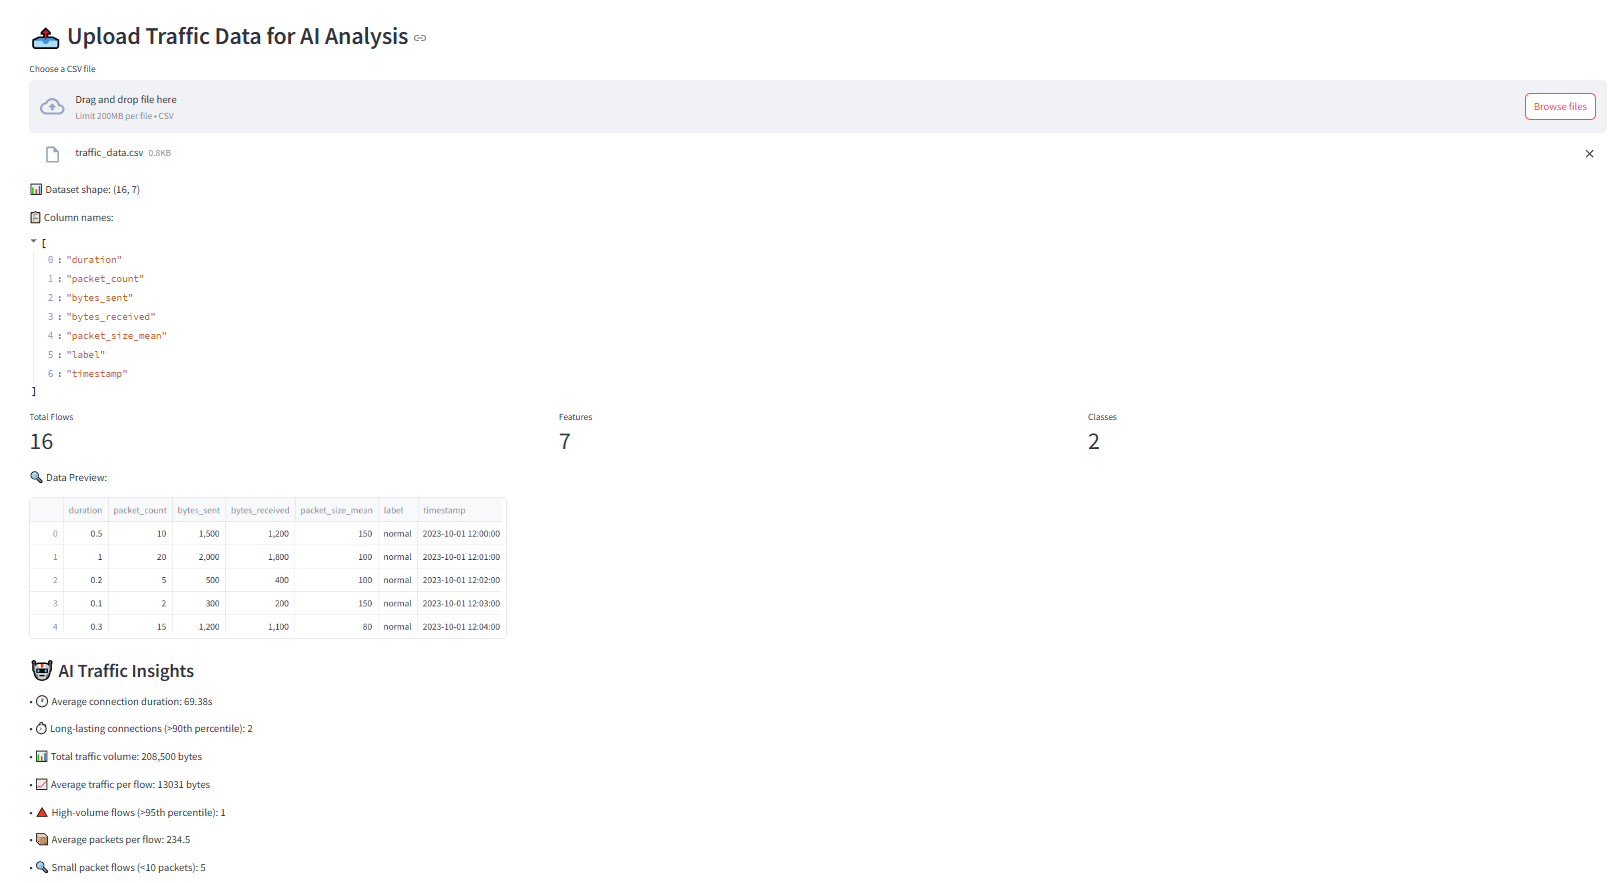 Upload Traffic Data for AI Analysis
Choose a CSV file
Drag and drop file here
Limit 200MB per file • CSV
Browse files
traffic_data.csv 0.8KB
Dataset shape: (16, 7)
Column names:
[
0 : "duration"
1 : "packet_count"
2 : "bytes_sent"
3 : "bytes_received"
4 : "packet_size_mean"
5 : "label"
6 : "timestamp"
]
Total Flows Features Classes
16 7 2
Data Preview:
duration packet_count bytes_sent bytes_received packet_size_mean label timestamp
0 0.5 10 1,500 1,200 150 normal 2023-10-01 12:00:00
1 1 20 2,000 1,800 100 normal 2023-10-01 12:01:00
2 0.2 5 500 400 100 normal 2023-10-01 12:02:00
3 0.1 2 300 200 150 normal 2023-10-01 12:03:00
4 0.3 15 1,200 1,100 80 normal 2023-10-01 12:04:00
AI Traffic Insights
• Average connection duration: 69.38s
• Long-lasting connections (>90th percentile): 2
• Total traffic volume: 208,500 bytes
• Average traffic per flow: 13031 bytes
• High-volume flows (>95th percentile): 1
• Average packets per flow: 234.5
• Small packet flows (<10 packets): 5